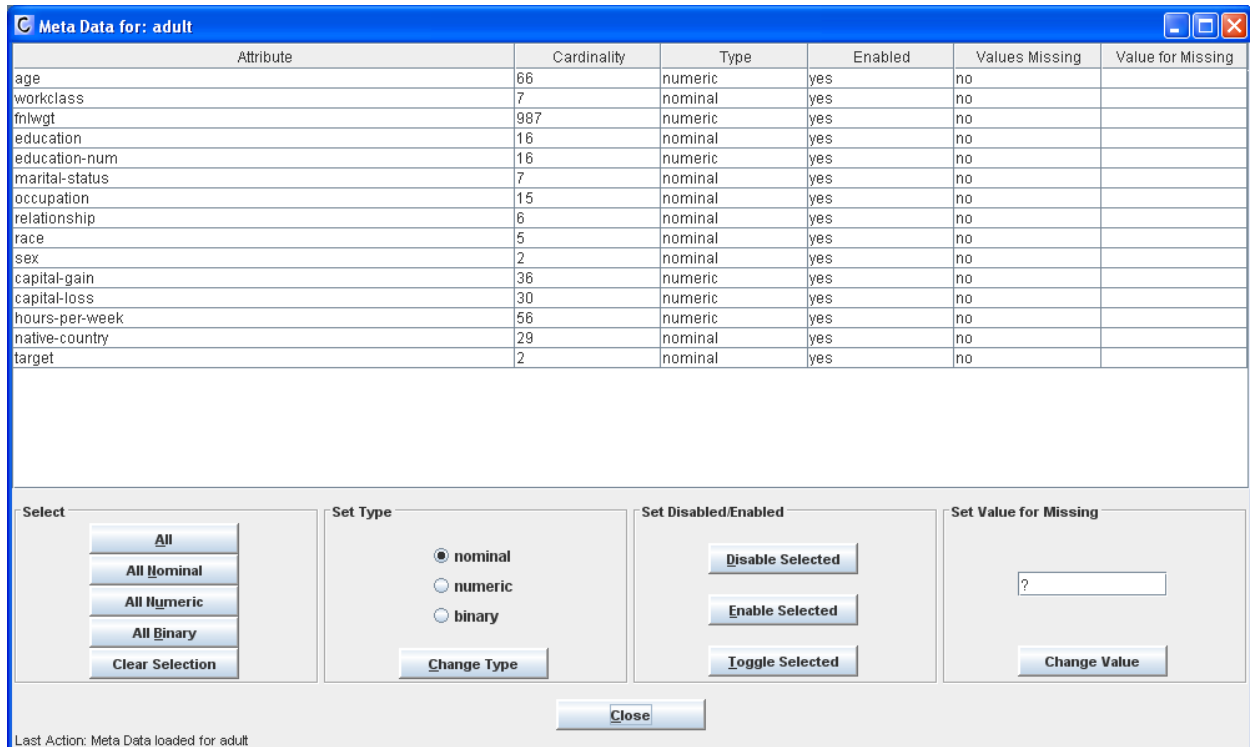 Meta Data for: adult
Attribute Cardinality Type Enabled Values Missing Value for Missing
age 66 numeric yes no
workclass 7 nominal yes no
fnlwgt 987 numeric yes no
education 16 nominal yes no
education-num 16 numeric yes no
marital-status 7 nominal yes no
occupation 15 nominal yes no
relationship 6 nominal yes no
race 5 nominal yes no
sex 2 nominal yes no
capital-gain 36 numeric yes no
capital-loss 30 numeric yes no
hours-per-week 56 numeric yes no
native-country 29 nominal yes no
target 2 nominal yes no
Select
All
All Nominal
All Numeric
All Binary
Clear Selection
Set Type
nominal
numeric
binary
Change Type
Set Disabled/Enabled
Disable Selected
Enable Selected
Toggle Selected
Set Value for Missing
?
Change Value
Close
Last Action: Meta Data loaded for adult